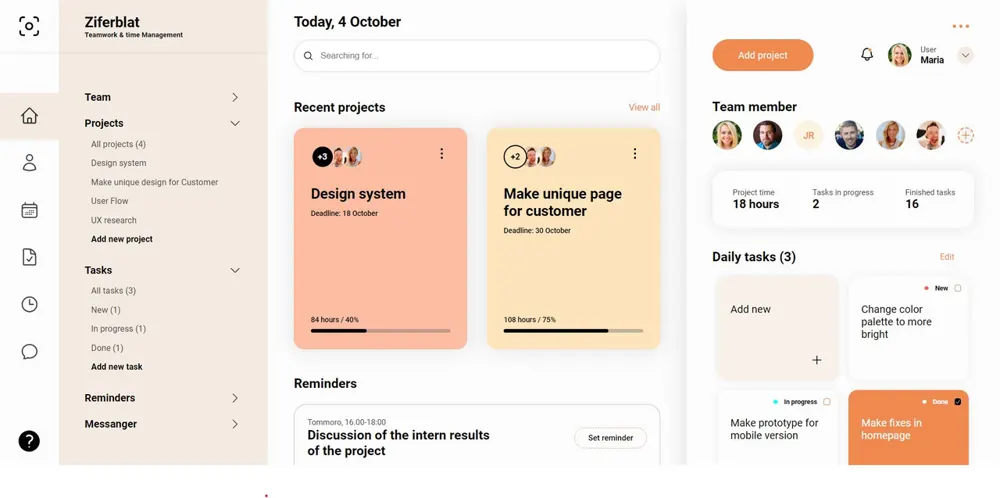 Ziferblat
Teamwork & time Management
Team
Projects
All projects (4)
Design system
Make unique design for Customer
User Flow
UX research
Add new project
Tasks
All tasks (3)
New (1)
In progress (1)
Done (1)
Add new task
Reminders
Messanger
?
Today, 4 October
Searching for...
Recent projects
View all
+3
Design system
Deadline: 18 October
84 hours / 40%
+2
Make unique page
for customer
Deadline: 30 October
108 hours / 75%
Reminders
Tommoro, 16.00-18:00
Discussion of the intern results
of the project
Set reminder
Add project
User
Maria
Team member
JR
Project time
18 hours
Tasks in progress
2
Finished tasks
16
Daily tasks (3)
Edit
Add new
New
Change color
palette to more
bright
In progress
Make prototype for
mobile version
Done
Make fixes in
homepage